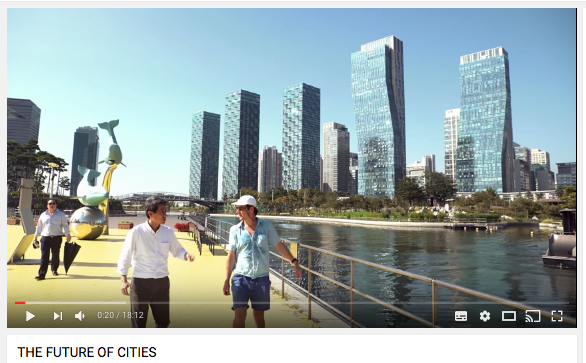 0:20 / 18:12
THE FUTURE OF CITIES